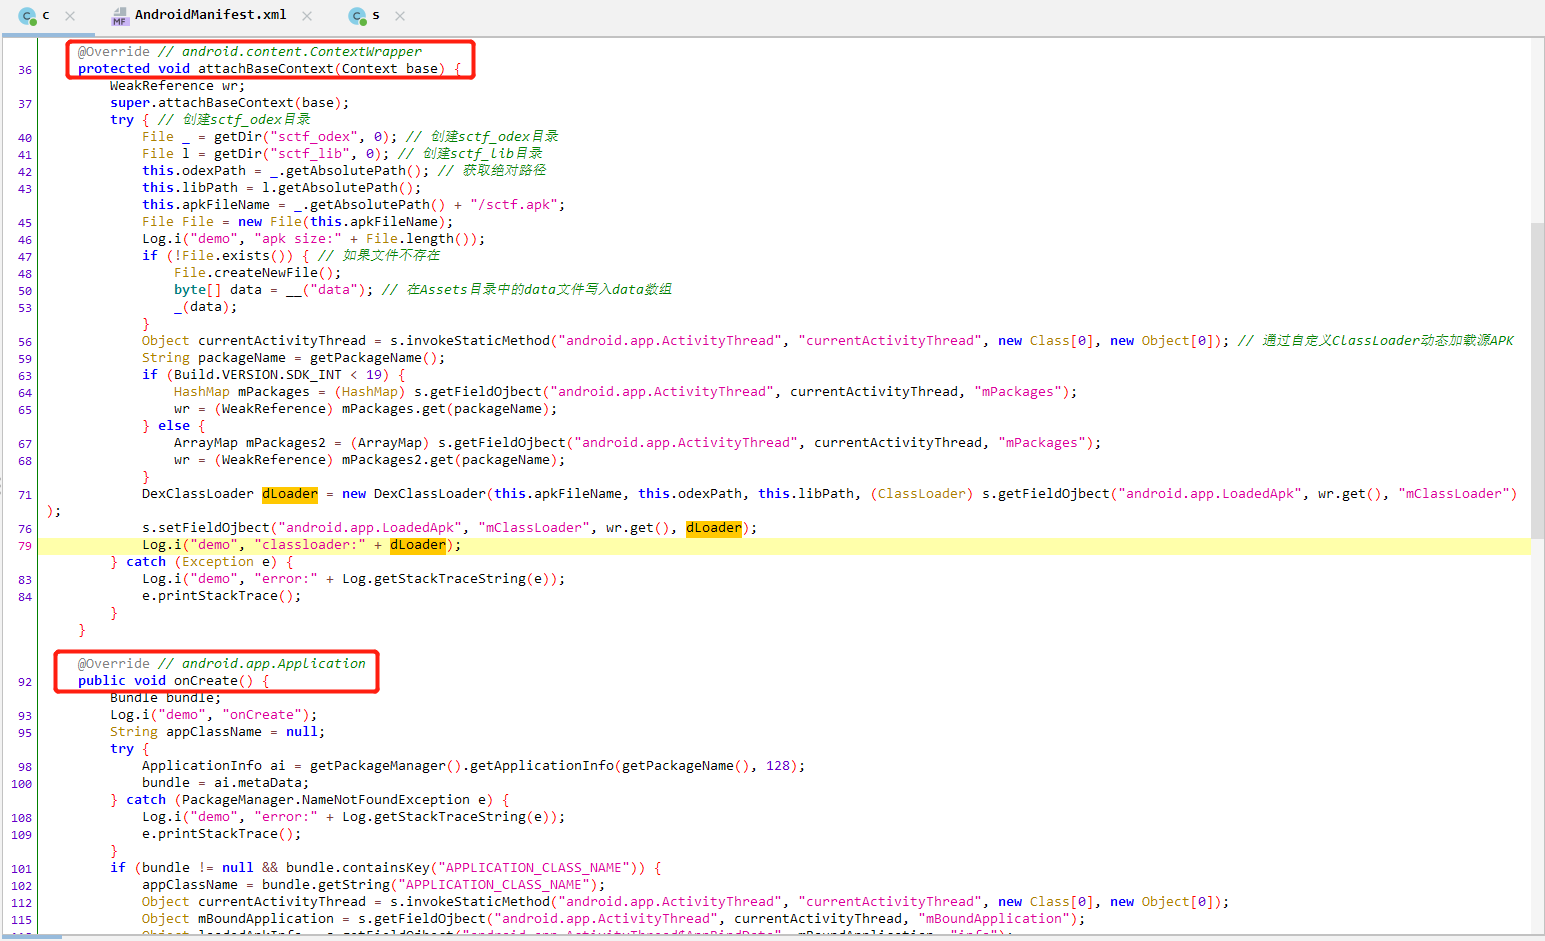 c
AndroidManifest.xml
s
@Override // android.content.ContextWrapper
36 protected void attachBaseContext(Context base) {
WeakReference wr;
37 super.attachBaseContext(base);
try { // 创建sctf_odex目录
40 File _ = getDir("sctf_odex", 0); // 创建sctf_odex目录
41 File l = getDir("sctf_lib", 0); // 创建sctf_lib目录
42 this.odexPath = _.getAbsolutePath(); // 获取绝对路径
43 this.libPath = l.getAbsolutePath();
this.apkFileName = _.getAbsolutePath() + "/sctf.apk";
45 File File = new File(this.apkFileName);
46 Log.i("demo", "apk size:" + File.length());
47 if (!File.exists()) { // 如果文件不存在
48 File.createNewFile();
50 byte[] data = __("data"); // 在Assets目录中的data文件写入data数组
53 _(data);
}
56 Object currentActivityThread = s.invokeStaticMethod("android.app.ActivityThread", "currentActivityThread", new Class[0], new Object[0]); // 通过自定义ClassLoader动态加载源APK
59 String packageName = getPackageName();
63 if (Build.VERSION.SDK_INT < 19) {
64 HashMap mPackages = (HashMap) s.getFieldOjbect("android.app.ActivityThread", currentActivityThread, "mPackages");
65 wr = (WeakReference) mPackages.get(packageName);
} else {
67 ArrayMap mPackages2 = (ArrayMap) s.getFieldOjbect("android.app.ActivityThread", currentActivityThread, "mPackages");
68 wr = (WeakReference) mPackages2.get(packageName);
}
71 DexClassLoader dLoader = new DexClassLoader(this.apkFileName, this.odexPath, this.libPath, (ClassLoader) s.getFieldOjbect("android.app.LoadedApk", wr.get(), "mClassLoader")
);
76 s.setFieldOjbect("android.app.LoadedApk", "mClassLoader", wr.get(), dLoader);
79 Log.i("demo", "classloader:" + dLoader);
} catch (Exception e) {
83 Log.i("demo", "error:" + Log.getStackTraceString(e));
84 e.printStackTrace();
}
}
@Override // android.app.Application
92 public void onCreate() {
Bundle bundle;
93 Log.i("demo", "onCreate");
95 String appClassName = null;
try {
98 ApplicationInfo ai = getPackageManager().getApplicationInfo(getPackageName(), 128);
100 bundle = ai.metaData;
} catch (PackageManager.NameNotFoundException e) {
108 Log.i("demo", "error:" + Log.getStackTraceString(e));
109 e.printStackTrace();
}
101 if (bundle != null && bundle.containsKey("APPLICATION_CLASS_NAME")) {
102 appClassName = bundle.getString("APPLICATION_CLASS_NAME");
112 Object currentActivityThread = s.invokeStaticMethod("android.app.ActivityThread", "currentActivityThread", new Class[0], new Object[0]);
115 Object mBoundApplication = s.getFieldOjbect("android.app.ActivityThread", currentActivityThread, "mBoundApplication");